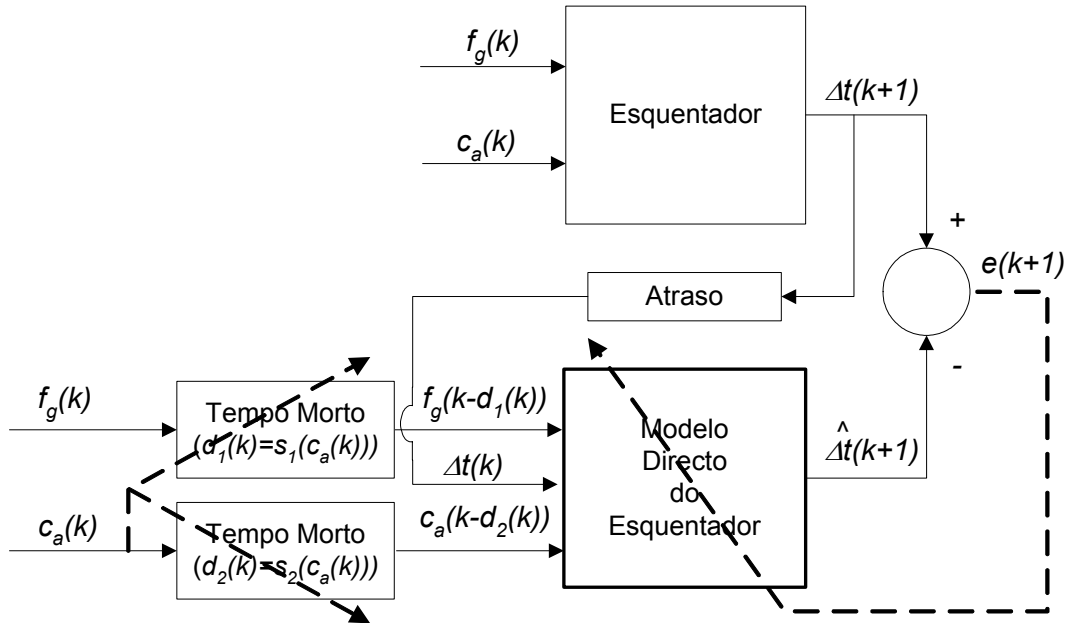 f_g(k)
Δt(k+1)
Esquentador
c_a(k)
+
e(k+1)
Atraso
-
f_g(k)
Tempo Morto
(d_1(k)=s_1(c_a(k)))
f_g(k-d_1(k))
Modelo
Directo
do
Esquentador
Δ̂t(k+1)
Δt(k)
c_a(k)
Tempo Morto
(d_2(k)=s_2(c_a(k)))
c_a(k-d_2(k))